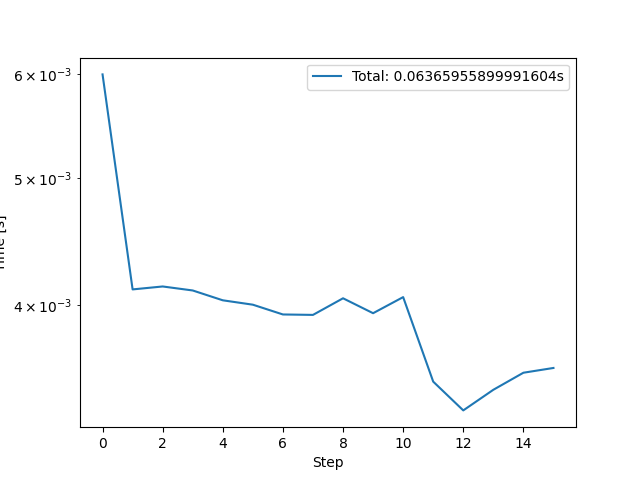 Total: 0.06365955899991604s
6 × 10⁻³
5 × 10⁻³
4 × 10⁻³
Time [s]
0 2 4 6 8 10 12 14
Step